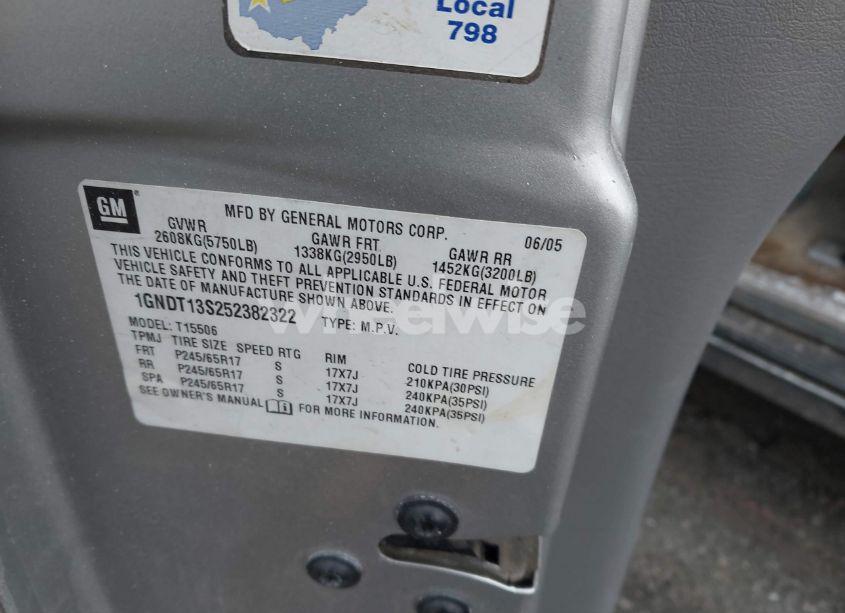 Local
798
GM
MFD BY GENERAL MOTORS CORP. 06/05
GVWR GAWR FRT GAWR RR
2608KG(5750LB) 1338KG(2950LB) 1452KG(3200LB)
THIS VEHICLE CONFORMS TO ALL APPLICABLE U.S. FEDERAL MOTOR
VEHICLE SAFETY AND THEFT PREVENTION STANDARDS IN EFFECT ON
THE DATE OF MANUFACTURE SHOWN ABOVE.
1GNDT13S252382322 TYPE: M.P.V.
wheelwise
MODEL: T15506
TPMJ TIRE SIZE SPEED RTG RIM COLD TIRE PRESSURE
FRT P245/65R17 S 17X7J 210KPA(30PSI)
RR P245/65R17 S 17X7J 240KPA(35PSI)
SPA P245/65R17 S 17X7J 240KPA(35PSI)
SEE OWNER'S MANUAL FOR MORE INFORMATION.